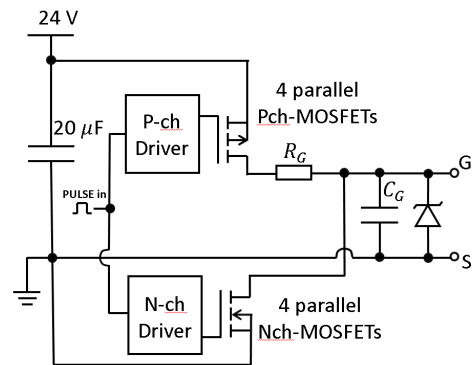 24 V
4 parallel
Pch-MOSFETs
20 μF
P-ch
Driver
R_G
G
PULSE in
C_G
S
N-ch
Driver
4 parallel
Nch-MOSFETs